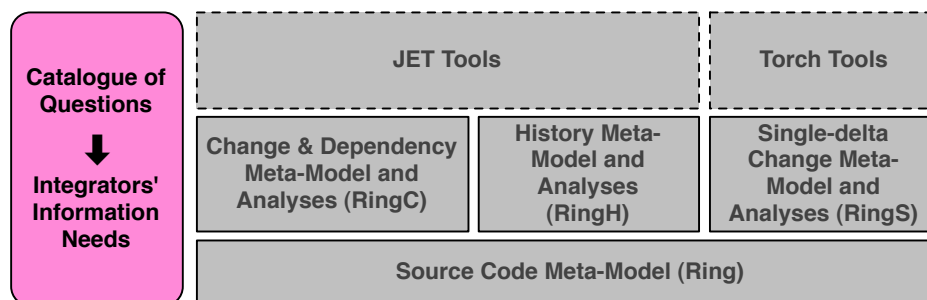 Catalogue of
Questions
Integrators'
Information
Needs
JET Tools
Torch Tools
Change & Dependency
Meta-Model and
Analyses (RingC)
History Meta-
Model and
Analyses
(RingH)
Single-delta
Change Meta-
Model and
Analyses (RingS)
Source Code Meta-Model (Ring)